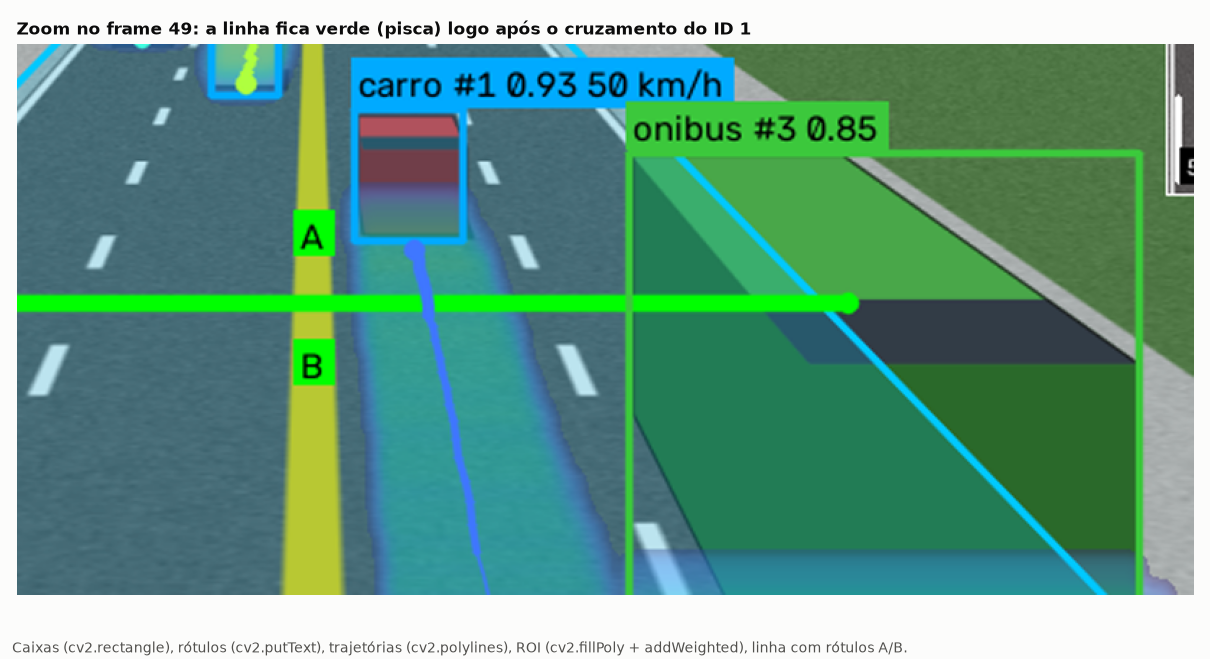 Zoom no frame 49: a linha fica verde (pisca) logo após o cruzamento do ID 1
carro #1 0.93 50 km/h
onibus #3 0.85
5
A
B
Caixas (cv2.rectangle), rótulos (cv2.putText), trajetórias (cv2.polylines), ROI (cv2.fillPoly + addWeighted), linha com rótulos A/B.